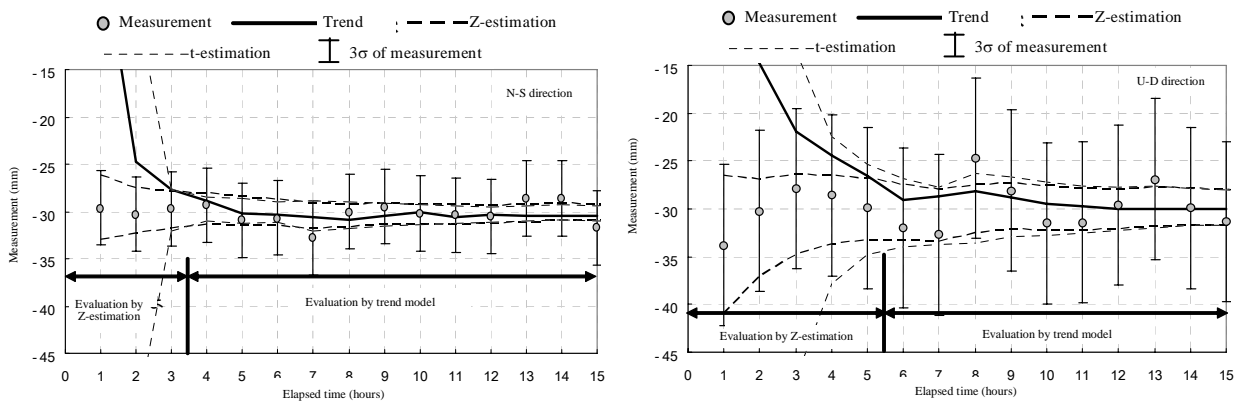 Measurement Trend Z-estimation
t-estimation 3σ of measurement
-15
-20
-25
-30
-35
-40
-45
Measurement (mm)
N-S direction
Evaluation by
Z-estimation
Evaluation by trend model
0 1 2 3 4 5 6 7 8 9 10 11 12 13 14 15
Elapsed time (hours)
Measurement Trend Z-estimation
t-estimation 3σ of measurement
-15
-20
-25
-30
-35
-40
-45
Measurement (mm)
U-D direction
Evaluation by Z-estimation
Evaluation by trend model
0 1 2 3 4 5 6 7 8 9 10 11 12 13 14 15
Elapsed time (hours)